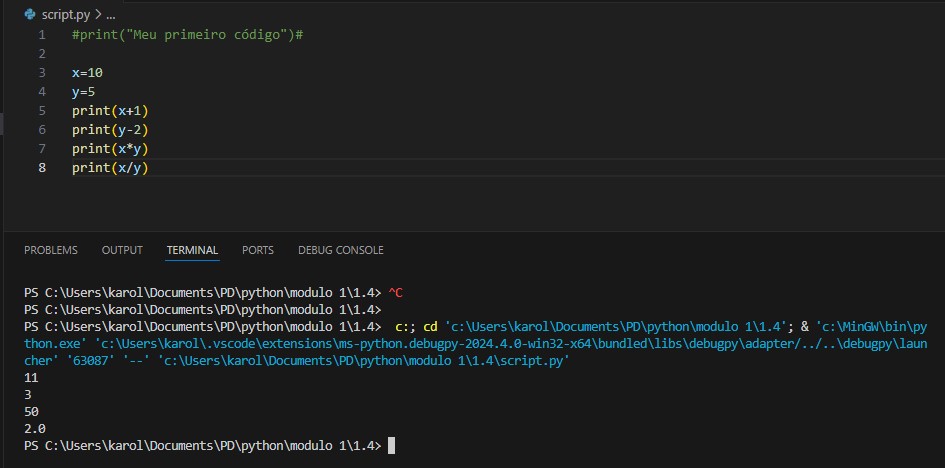 script.py > ...
1 #print("Meu primeiro código")#
2
3 x=10
4 y=5
5 print(x+1)
6 print(y-2)
7 print(x*y)
8 print(x/y)
PROBLEMS OUTPUT TERMINAL PORTS DEBUG CONSOLE
PS C:\Users\karol\Documents\PD\python\modulo 1\1.4> ^C
PS C:\Users\karol\Documents\PD\python\modulo 1\1.4>
PS C:\Users\karol\Documents\PD\python\modulo 1\1.4>  c:; cd 'c:\Users\karol\Documents\PD\python\modulo 1\1.4'; & 'c:\MinGW\bin\py
thon.exe' 'c:\Users\karol\.vscode\extensions\ms-python.debugpy-2024.4.0-win32-x64\bundled\libs\debugpy\adapter/../..\debugpy\laun
cher' '63087' '--' 'c:\Users\karol\Documents\PD\python\modulo 1\1.4\script.py'
11
3
50
2.0
PS C:\Users\karol\Documents\PD\python\modulo 1\1.4>